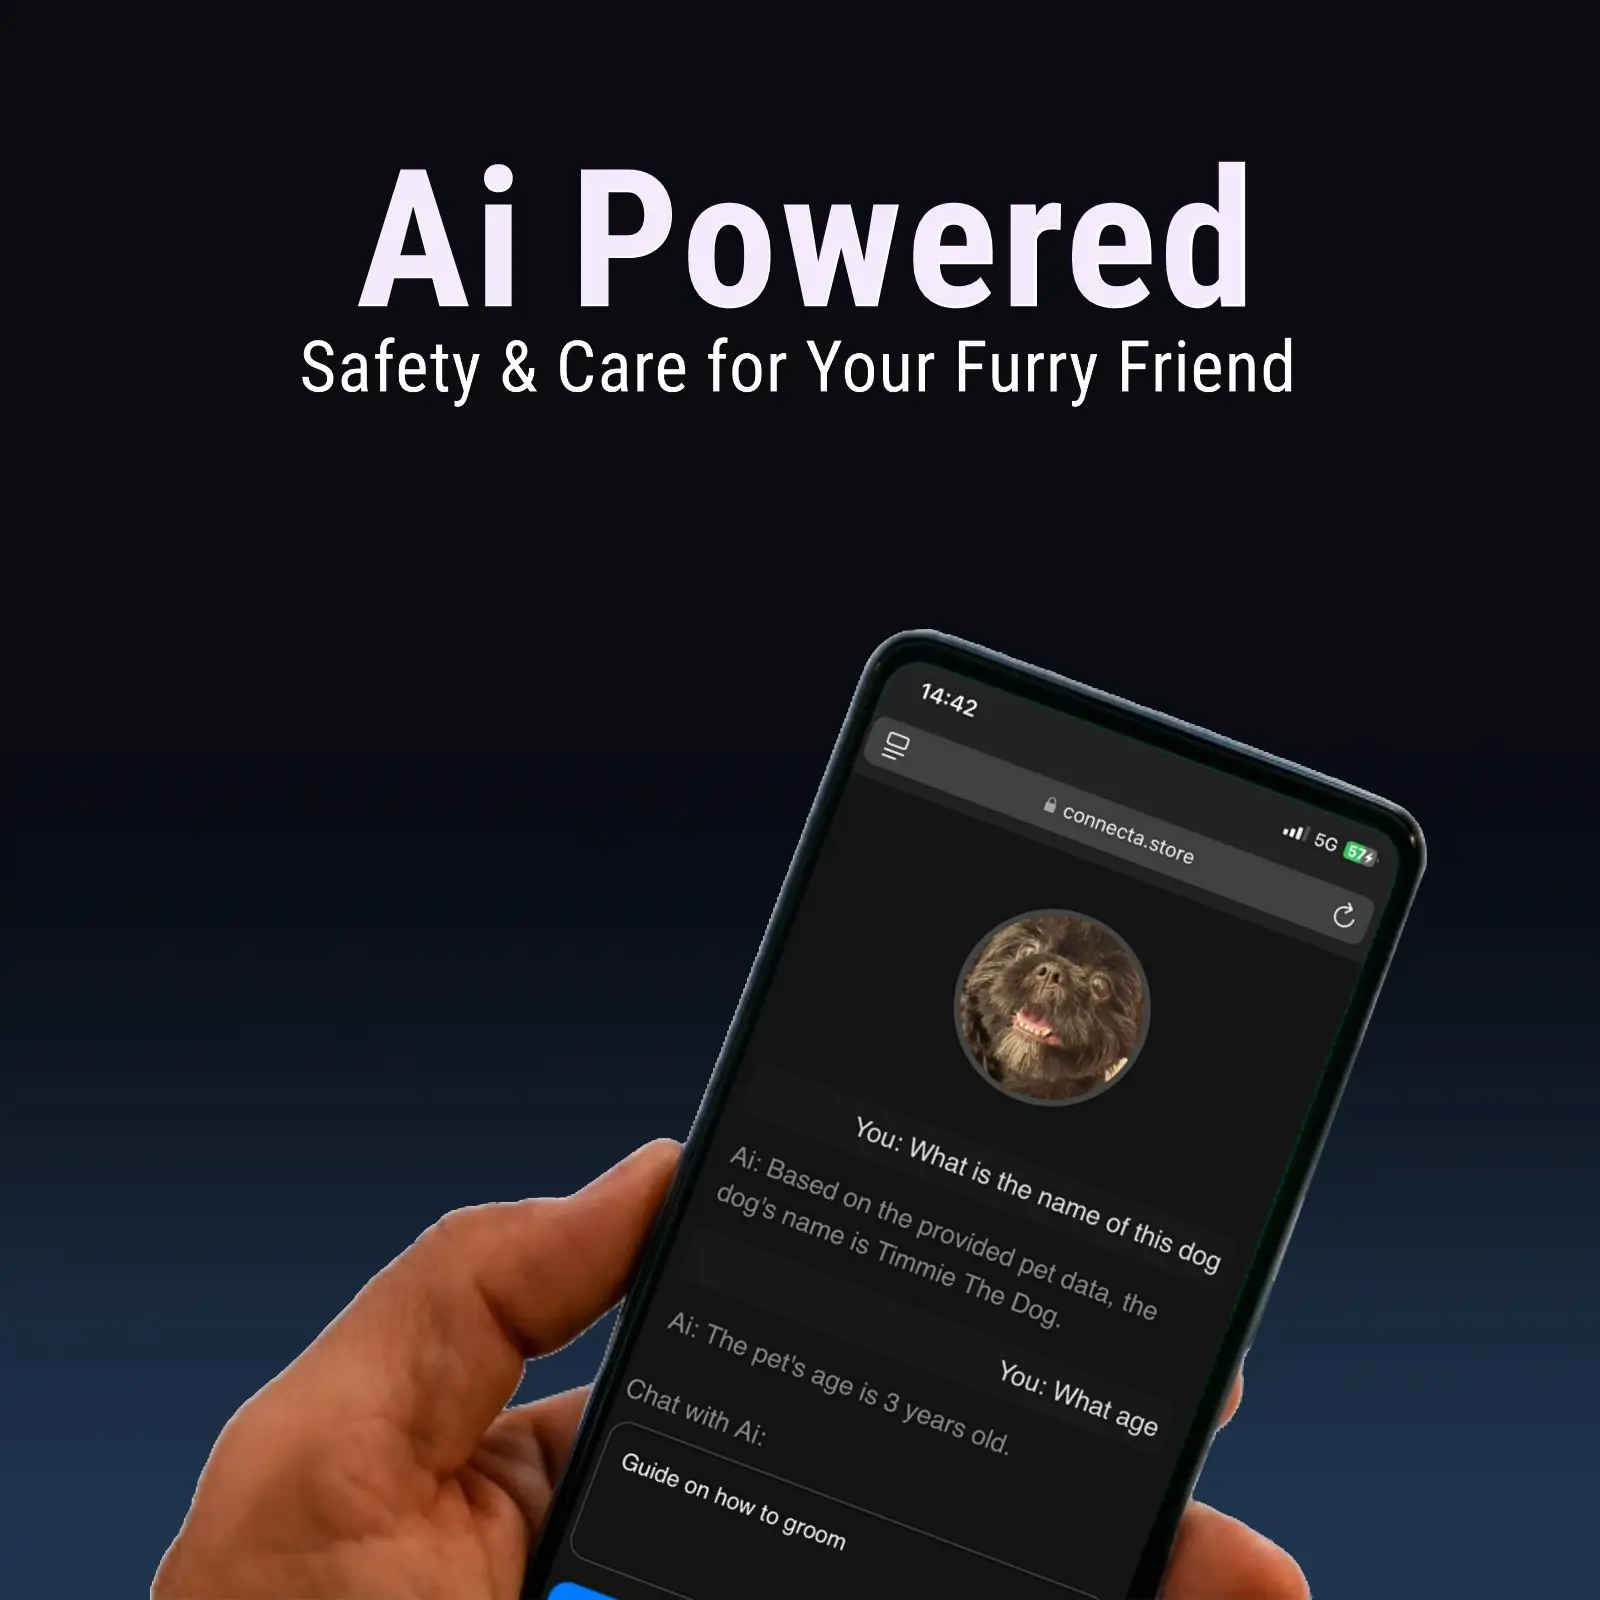 Ai Powered
Safety & Care for Your Furry Friend
14:42
5G 57
connecta.store
You: What is the name of this dog
Ai: Based on the provided pet data, the
dog's name is Timmie The Dog.
You: What age
Ai: The pet's age is 3 years old.
Chat with Ai:
Guide on how to groom